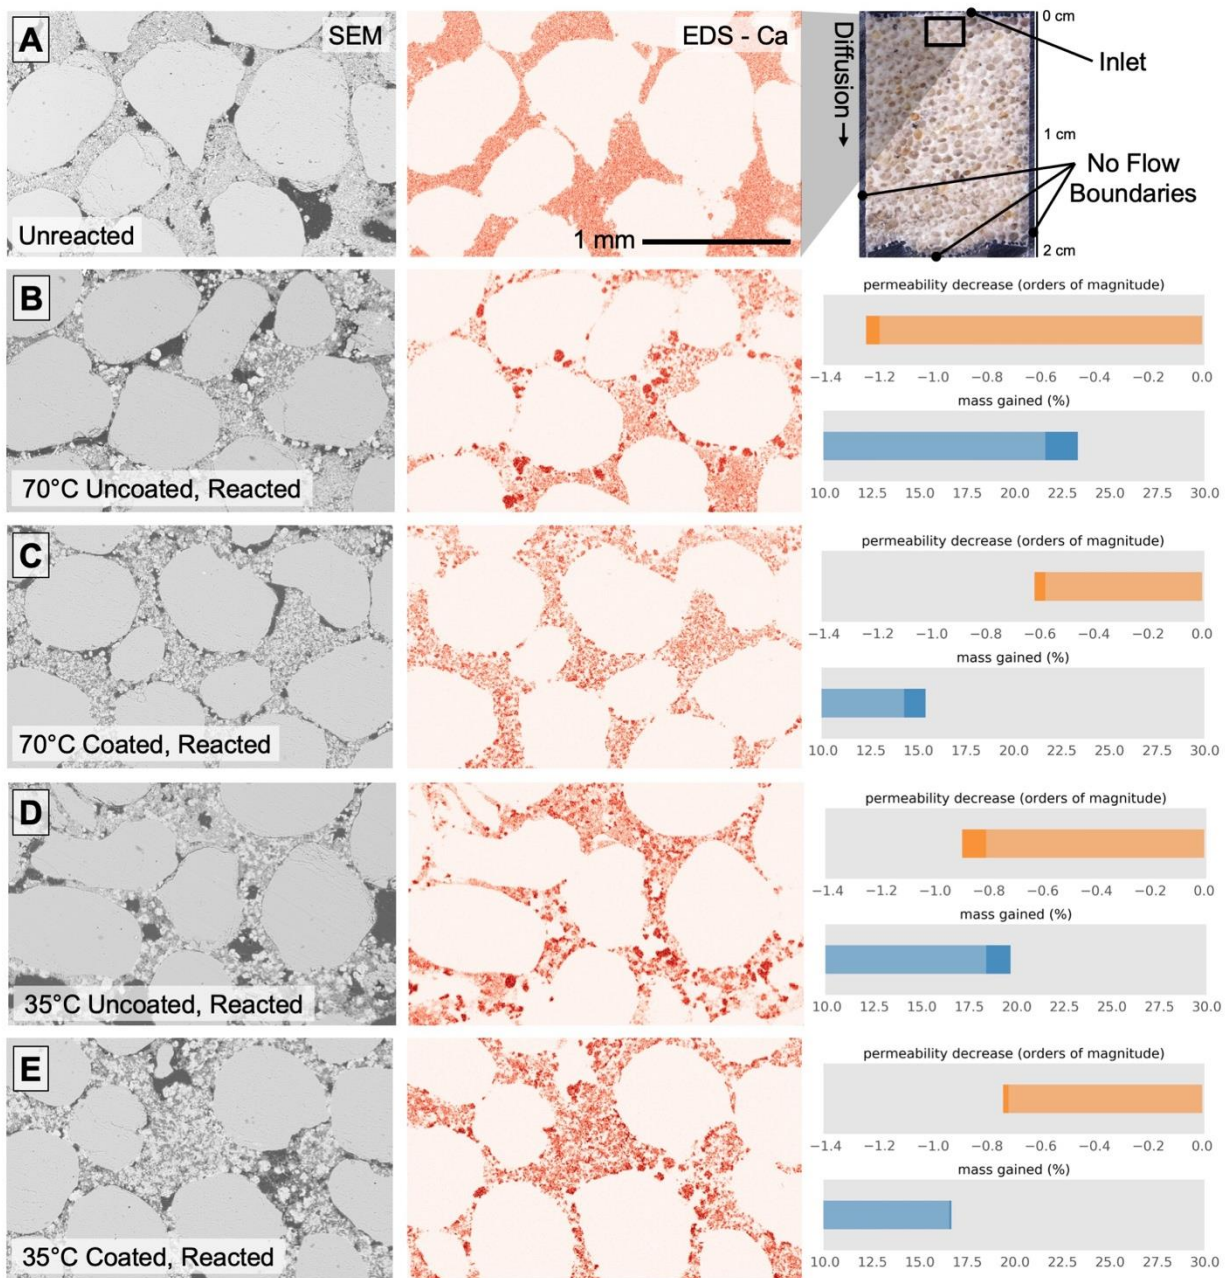 A
SEM
EDS - Ca
Unreacted
1 mm
Diffusion →
0 cm
Inlet
1 cm
No Flow
Boundaries
2 cm
B
70°C Uncoated, Reacted
permeability decrease (orders of magnitude)
−1.4 −1.2 −1.0 −0.8 −0.6 −0.4 −0.2 0.0
mass gained (%)
10.0 12.5 15.0 17.5 20.0 22.5 25.0 27.5 30.0
C
70°C Coated, Reacted
permeability decrease (orders of magnitude)
−1.4 −1.2 −1.0 −0.8 −0.6 −0.4 −0.2 0.0
mass gained (%)
10.0 12.5 15.0 17.5 20.0 22.5 25.0 27.5 30.0
D
35°C Uncoated, Reacted
permeability decrease (orders of magnitude)
−1.4 −1.2 −1.0 −0.8 −0.6 −0.4 −0.2 0.0
mass gained (%)
10.0 12.5 15.0 17.5 20.0 22.5 25.0 27.5 30.0
E
35°C Coated, Reacted
permeability decrease (orders of magnitude)
−1.4 −1.2 −1.0 −0.8 −0.6 −0.4 −0.2 0.0
mass gained (%)
10.0 12.5 15.0 17.5 20.0 22.5 25.0 27.5 30.0